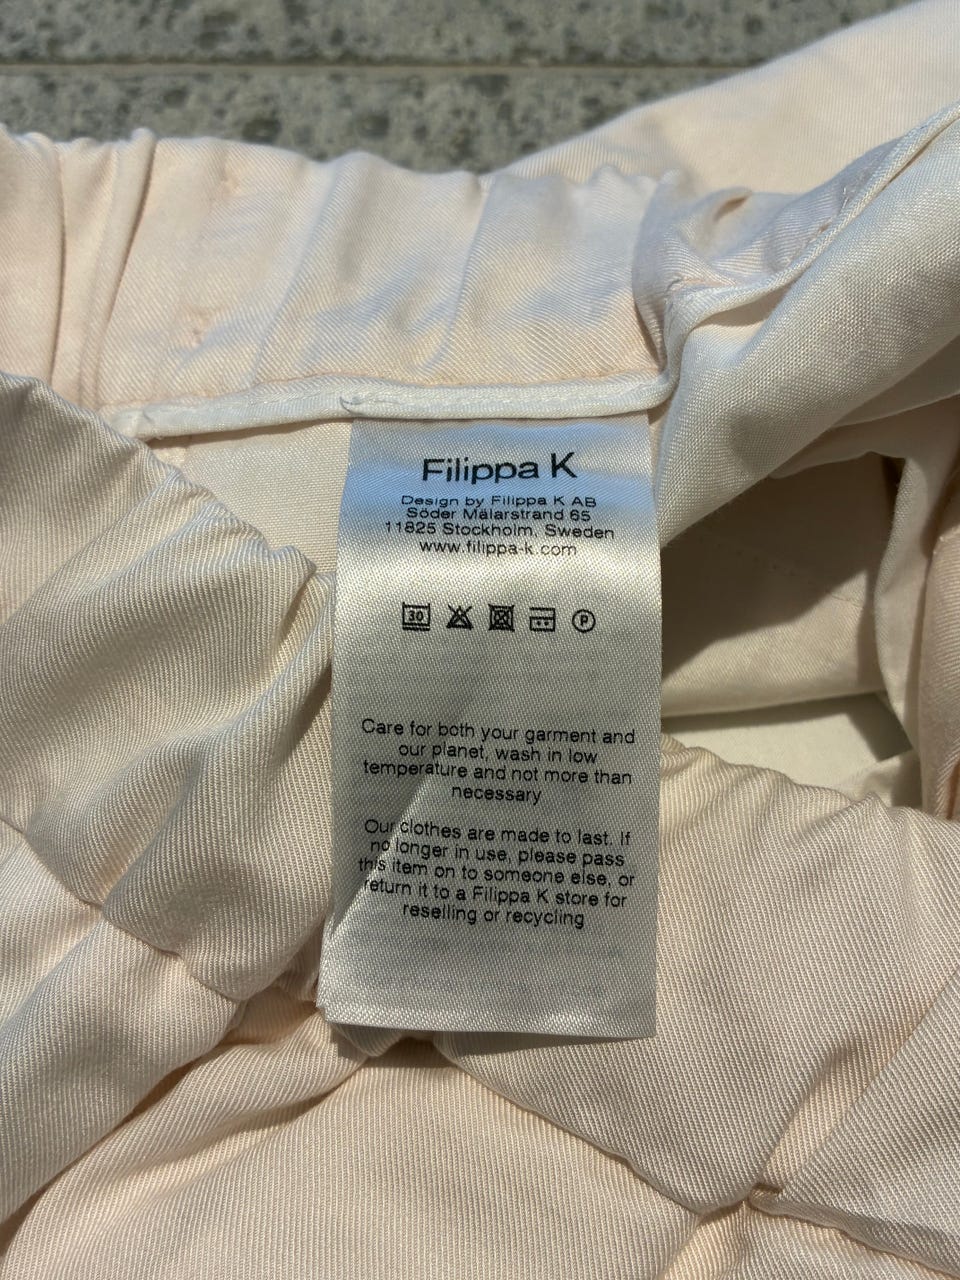 Filippa K
Design by Filippa K AB
Söder Mälarstrand 65
11825 Stockholm, Sweden
www.filippa-k.com
30
P
Care for both your garment and
our planet, wash in low
temperature and not more than
necessary
Our clothes are made to last. If
no longer in use, please pass
this item on to someone else, or
return it to a Filippa K store for
reselling or recycling